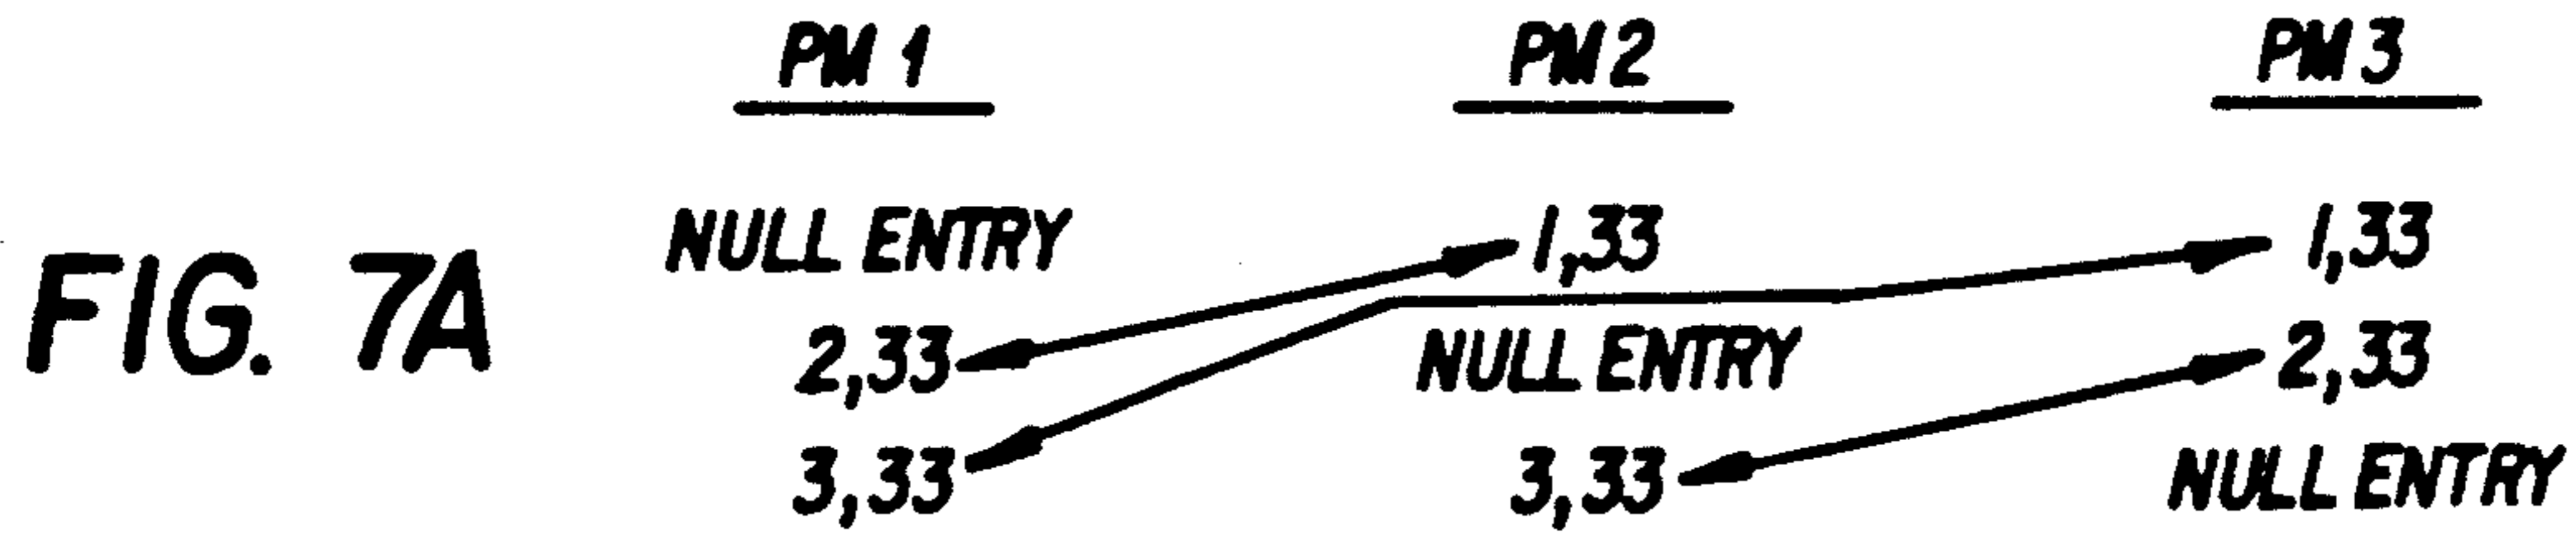 PM 1 PM 2 PM 3
NULL ENTRY 1,33 1,33
FIG. 7A
2,33 NULL ENTRY 2,33
3,33 3,33 NULL ENTRY